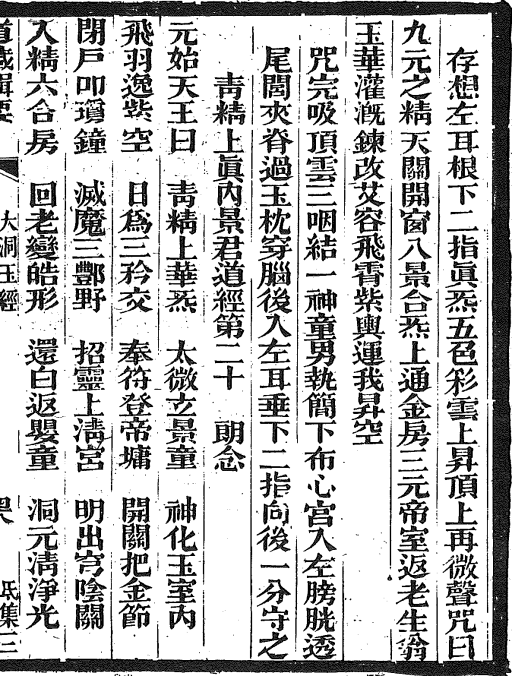 存想左耳根下二指眞炁五色彩雲上昇頂上再微聲咒曰
九元之精天關開窗八景合炁上通金房三元帝室返老生翁
玉華灌溉鍊改艾容飛霄紫輿運我昇空
咒完吸頂雲三咽結一神童男執簡下布心宮入左膀胱透
尾閭夾脊過玉枕穿腦後入左耳垂下二指向後一分守之
靑精上眞內景君道經第二十 朗念
元始天王曰 靑精上華炁 太微立景童 神化玉室內
飛羽逸紫空 日爲三衿交 奉符登帝墉 開關把金節
閉戶叩瓊鐘 滅魔三酆野 招靈上淸宮 明出穹陰關
入精六合房 回老變皓形 還白返嬰童 洞元淸淨光
道藏輯要 大洞玉經 氐集三